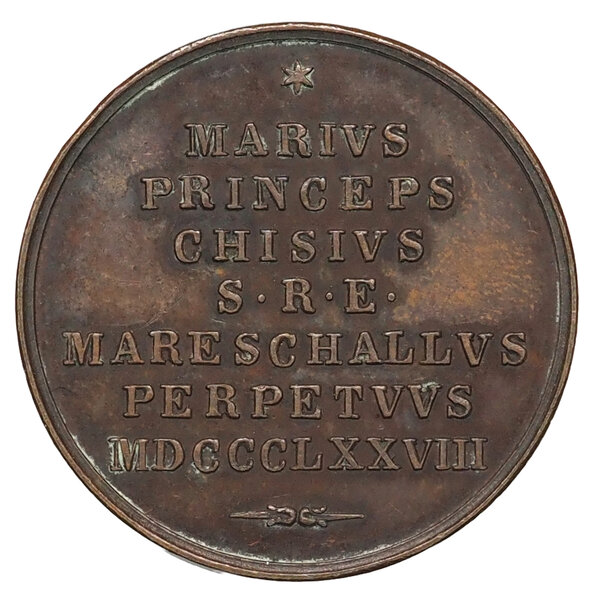 MARIVS
PRINCEPS
CHISIVS
S·R·E·
MARESCHALLVS
PERPETVVS
MDCCCLXXVIII